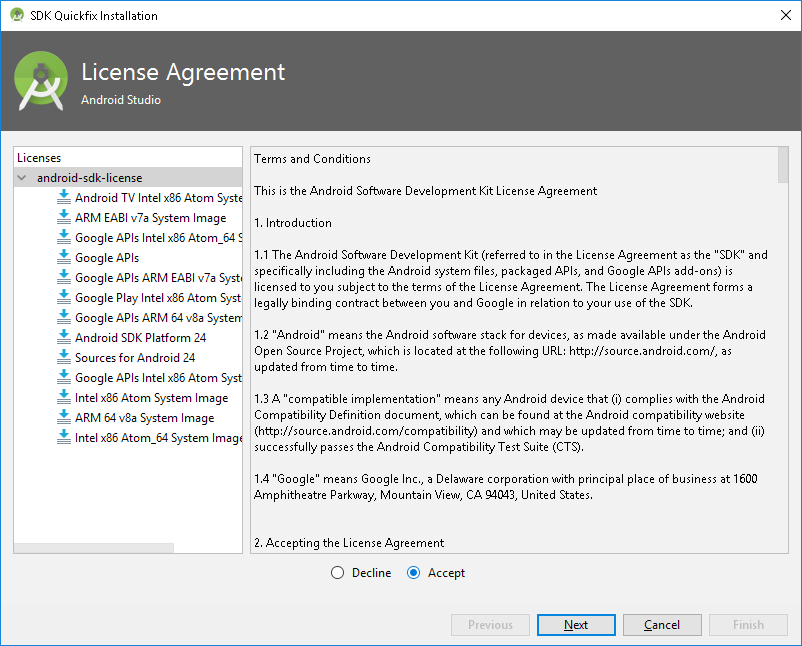 SDK Quickfix Installation
License Agreement
Android Studio
Licenses
android-sdk-license
Android TV Intel x86 Atom Syste
ARM EABI v7a System Image
Google APIs Intel x86 Atom_64 S
Google APIs
Google APIs ARM EABI v7a Syste
Google Play Intel x86 Atom Syst
Google APIs ARM 64 v8a System
Android SDK Platform 24
Sources for Android 24
Google APIs Intel x86 Atom Syst
Intel x86 Atom System Image
ARM 64 v8a System Image
Intel x86 Atom_64 System Image
Terms and Conditions
This is the Android Software Development Kit License Agreement
1. Introduction
1.1 The Android Software Development Kit (referred to in the License Agreement as the "SDK" and
specifically including the Android system files, packaged APIs, and Google APIs add-ons) is
licensed to you subject to the terms of the License Agreement. The License Agreement forms a
legally binding contract between you and Google in relation to your use of the SDK.
1.2 "Android" means the Android software stack for devices, as made available under the Android
Open Source Project, which is located at the following URL: http://source.android.com/, as
updated from time to time.
1.3 A "compatible implementation" means any Android device that (i) complies with the Android
Compatibility Definition document, which can be found at the Android compatibility website
(http://source.android.com/compatibility) and which may be updated from time to time; and (ii)
successfully passes the Android Compatibility Test Suite (CTS).
1.4 "Google" means Google Inc., a Delaware corporation with principal place of business at 1600
Amphitheatre Parkway, Mountain View, CA 94043, United States.
2. Accepting the License Agreement
Decline
Accept
Previous
Next
Cancel
Finish